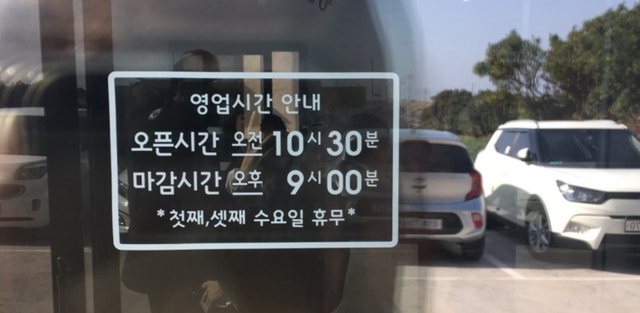 영업시간 안내
오픈시간 오전 10시 30분
마감시간 오후 9시 00분
*첫째,셋째 수요일 휴무*